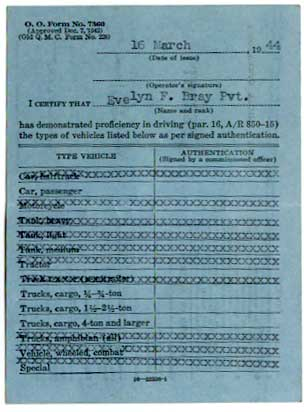 O. O. Form No. 7360
(Approved Dec. 7, 1942)
(Old Q. M. C. Form No. 228)
16 March 1944
(Date of issue)
(Operator's signature)
I CERTIFY THAT Evelyn F. Bray Pvt.
(Name and rank)
has demonstrated proficiency in driving (par. 16, A/R 850-15)
the types of vehicles listed below as per signed authentication.
TYPE VEHICLE AUTHENTICATION
(Signed by a commissioned officer)
Car, halftrack
Car, passenger
Motorcycle
Tank, heavy
Tank, light
Tank, medium
Tractor
Trucks, cargo, ¼-¾-ton
Trucks, cargo, 1½-2½-ton
Trucks, cargo, 4-ton and larger
Trucks, amphibian (all)
Vehicle, wheeled, combat
Special